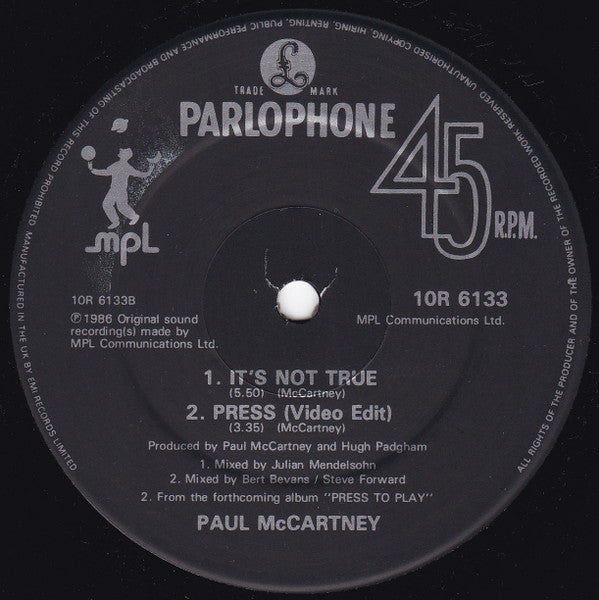 ALL RIGHTS OF THE PRODUCER AND OF THE OWNER OF THE RECORDED WORK RESERVED. UNAUTHORISED COPYING, HIRING, RENTING, PUBLIC PERFORMANCE AND BROADCASTING OF THIS RECORD PROHIBITED. MANUFACTURED IN THE UK BY EMI RECORDS LIMITED
£
TRADE MARK
PARLOPHONE
45 R.P.M.
mpL
10R 6133B
10R 6133
℗ 1986 Original sound
recording(s) made by
MPL Communications Ltd.
MPL Communications Ltd.
1. IT'S NOT TRUE
(5.50) (McCartney)
2. PRESS (Video Edit)
(3.35) (McCartney)
Produced by Paul McCartney and Hugh Padgham
1. Mixed by Julian Mendelsohn
2. Mixed by Bert Bevans / Steve Forward
2. From the forthcoming album "PRESS TO PLAY"
PAUL McCARTNEY